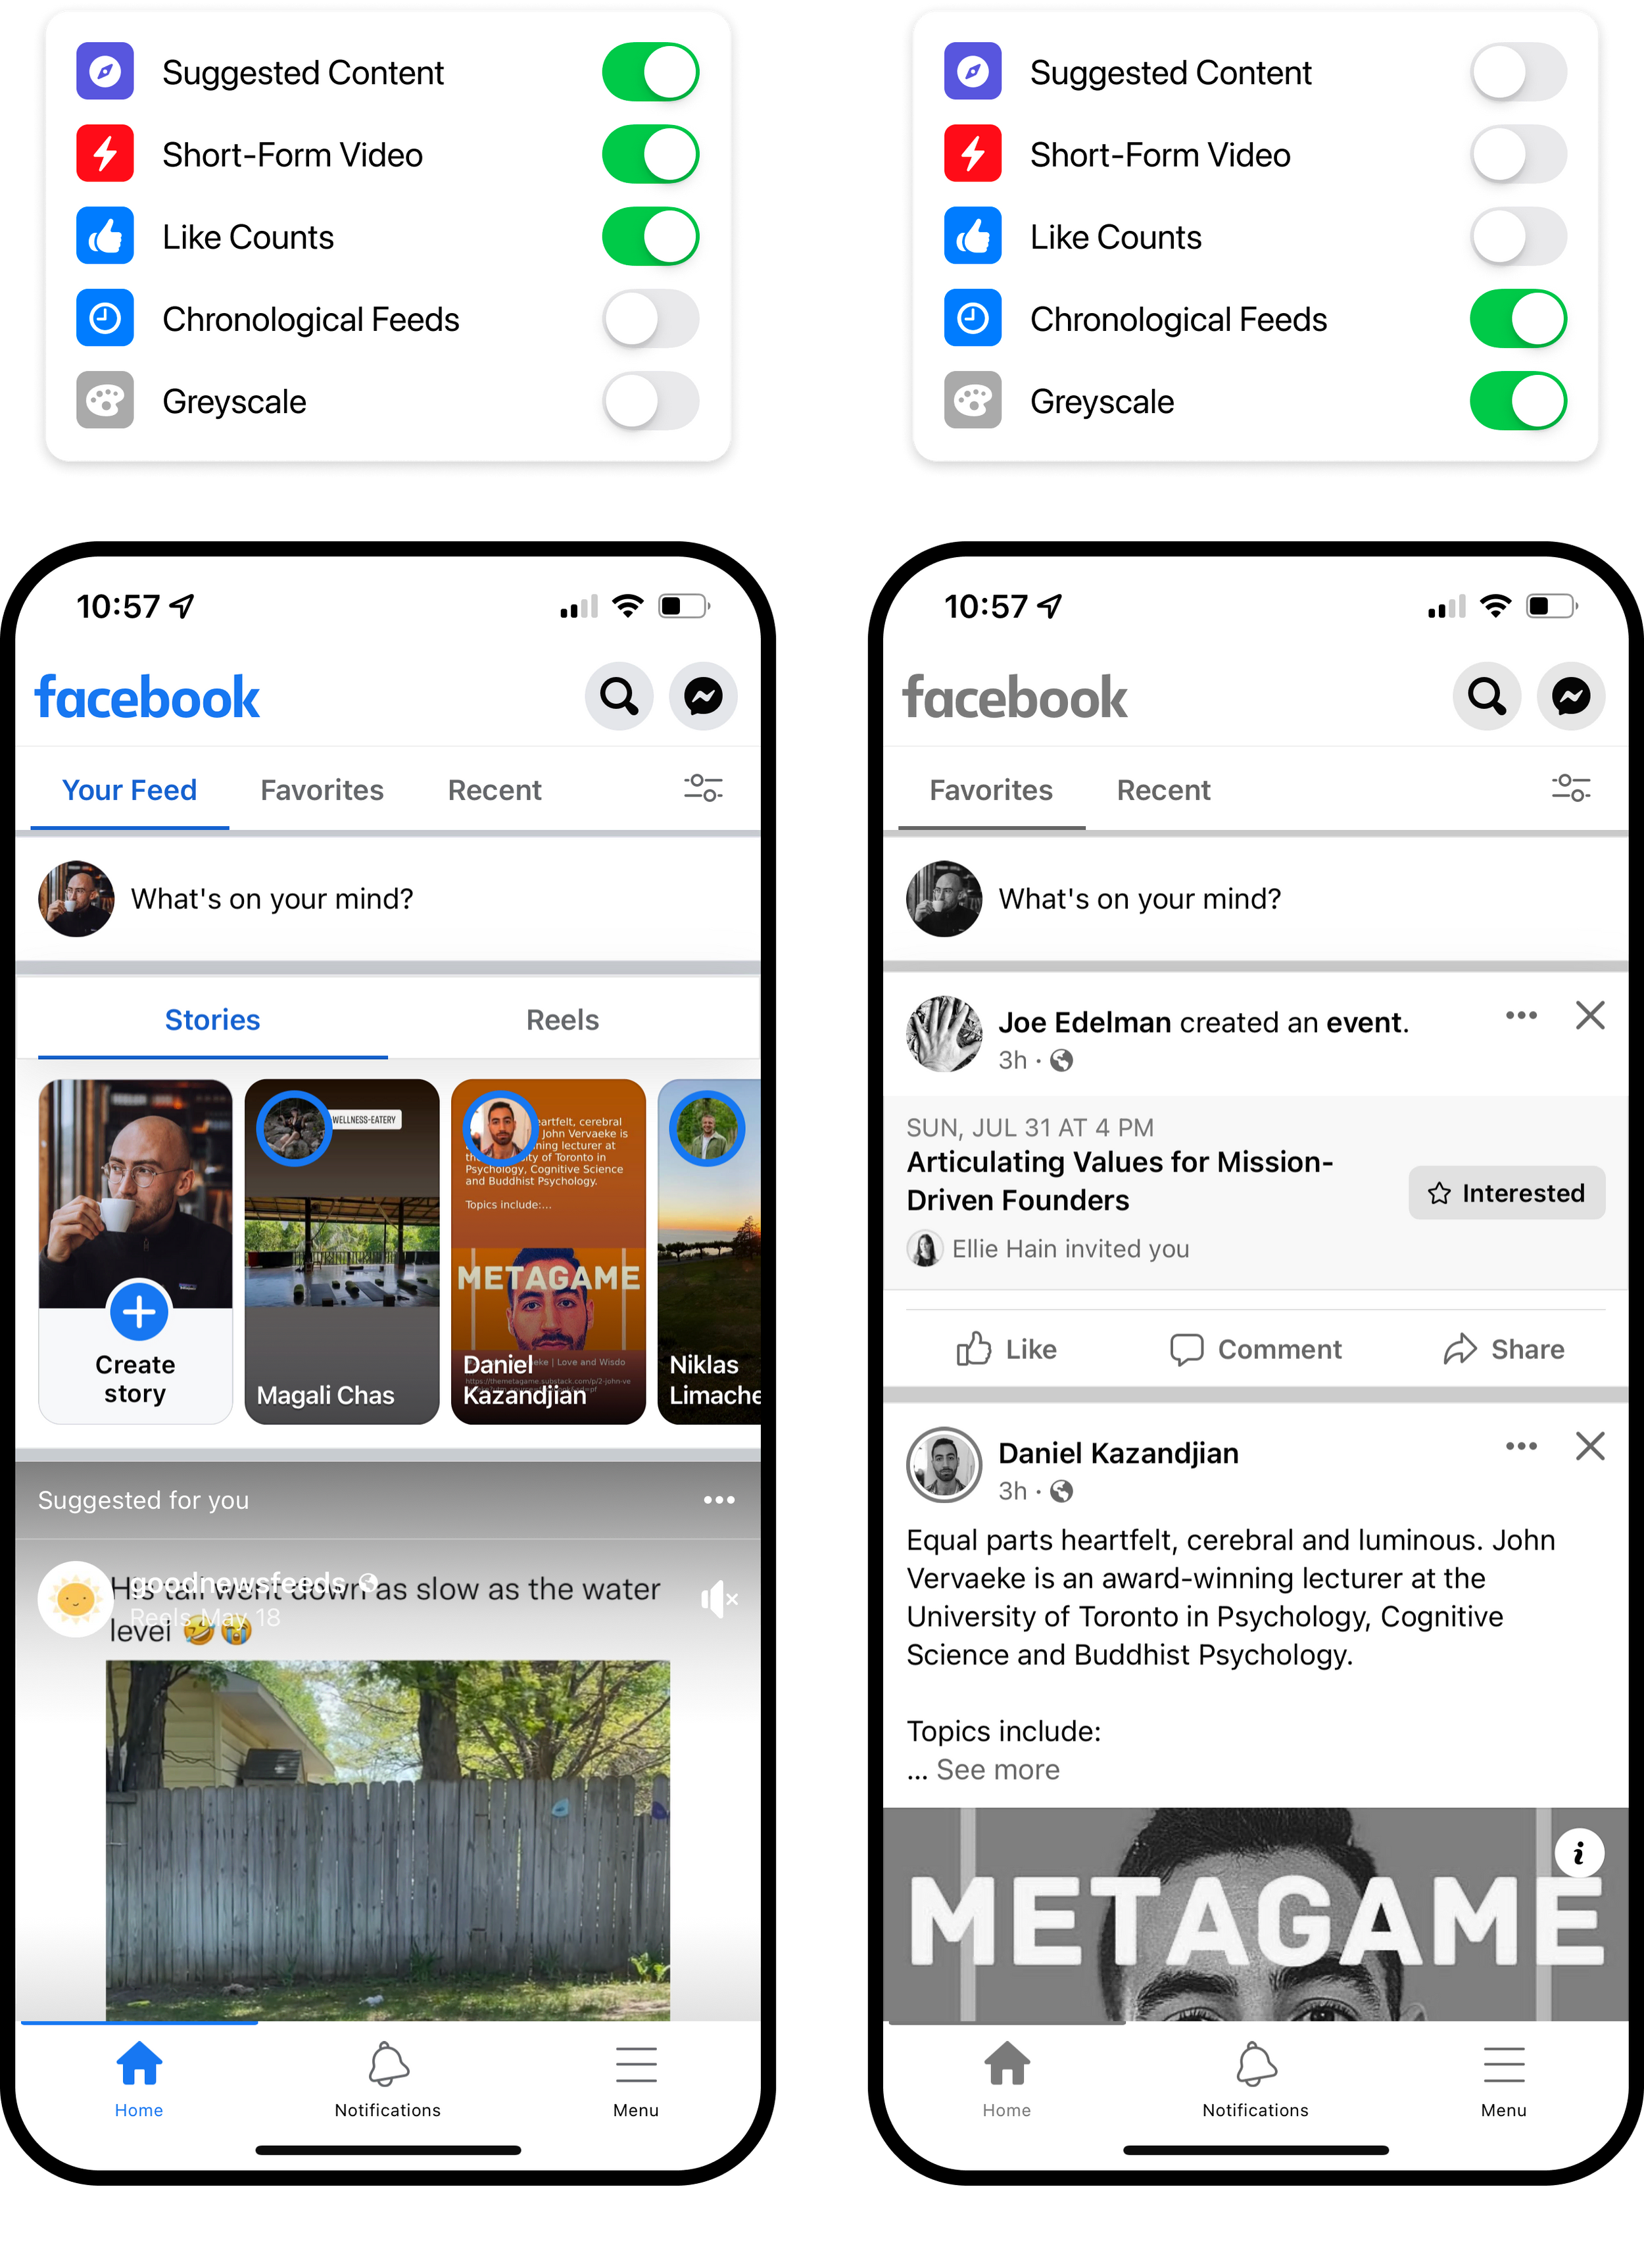 Suggested Content
Short-Form Video
Like Counts
Chronological Feeds
Greyscale
10:57
facebook
Your Feed Favorites Recent
What's on your mind?
Stories Reels
WELLNESS-EATERY
eartfelt, cerebral
John Vervaeke is
ning lecturer at
ity of Toronto in
Psychology, Cognitive Science
and Buddhist Psychology.
Topics include:...
METAGAME
| Love and Wisdo
Create
story
Magali Chas
Daniel
Kazandjian
Niklas
Limache
Suggested for you
goodnewsfeeds
Reels May 18
His tail went down as slow as the water
level 🤣😭
Home Notifications Menu
Suggested Content
Short-Form Video
Like Counts
Chronological Feeds
Greyscale
10:57
facebook
Favorites Recent
What's on your mind?
Joe Edelman created an event.
3h ·
SUN, JUL 31 AT 4 PM
Articulating Values for Mission-
Driven Founders
Interested
Ellie Hain invited you
Like Comment Share
Daniel Kazandjian
3h ·
Equal parts heartfelt, cerebral and luminous. John
Vervaeke is an award-winning lecturer at the
University of Toronto in Psychology, Cognitive
Science and Buddhist Psychology.
Topics include:
... See more
METAGAME
Home Notifications Menu